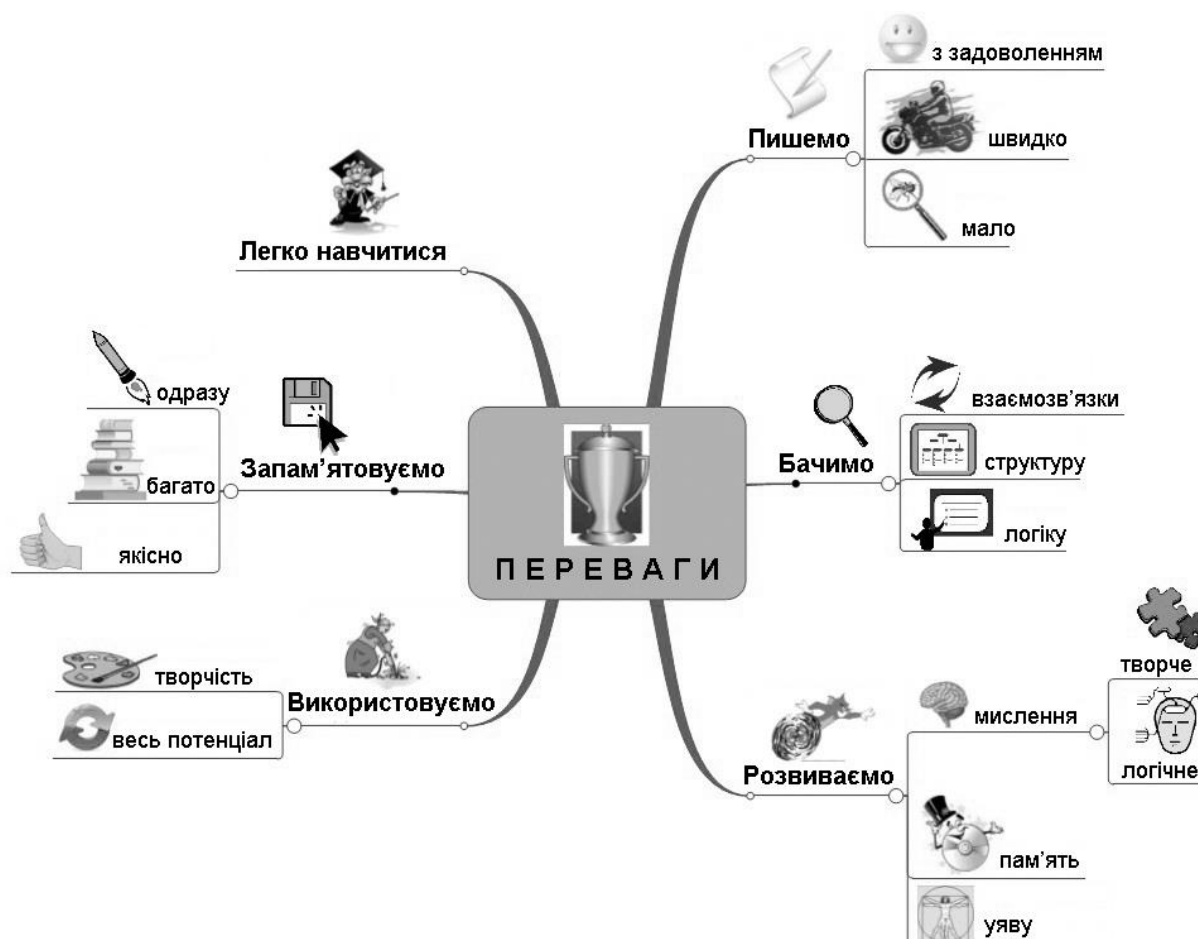 ПЕРЕВАГИ
Пишемо
з задоволенням
швидко
мало
Бачимо
взаємозв'язки
структуру
логіку
Розвиваємо
мислення
творче
логічне
пам'ять
уяву
Легко навчитися
Запам'ятовуємо
одразу
багато
якісно
Використовуємо
творчість
весь потенціал